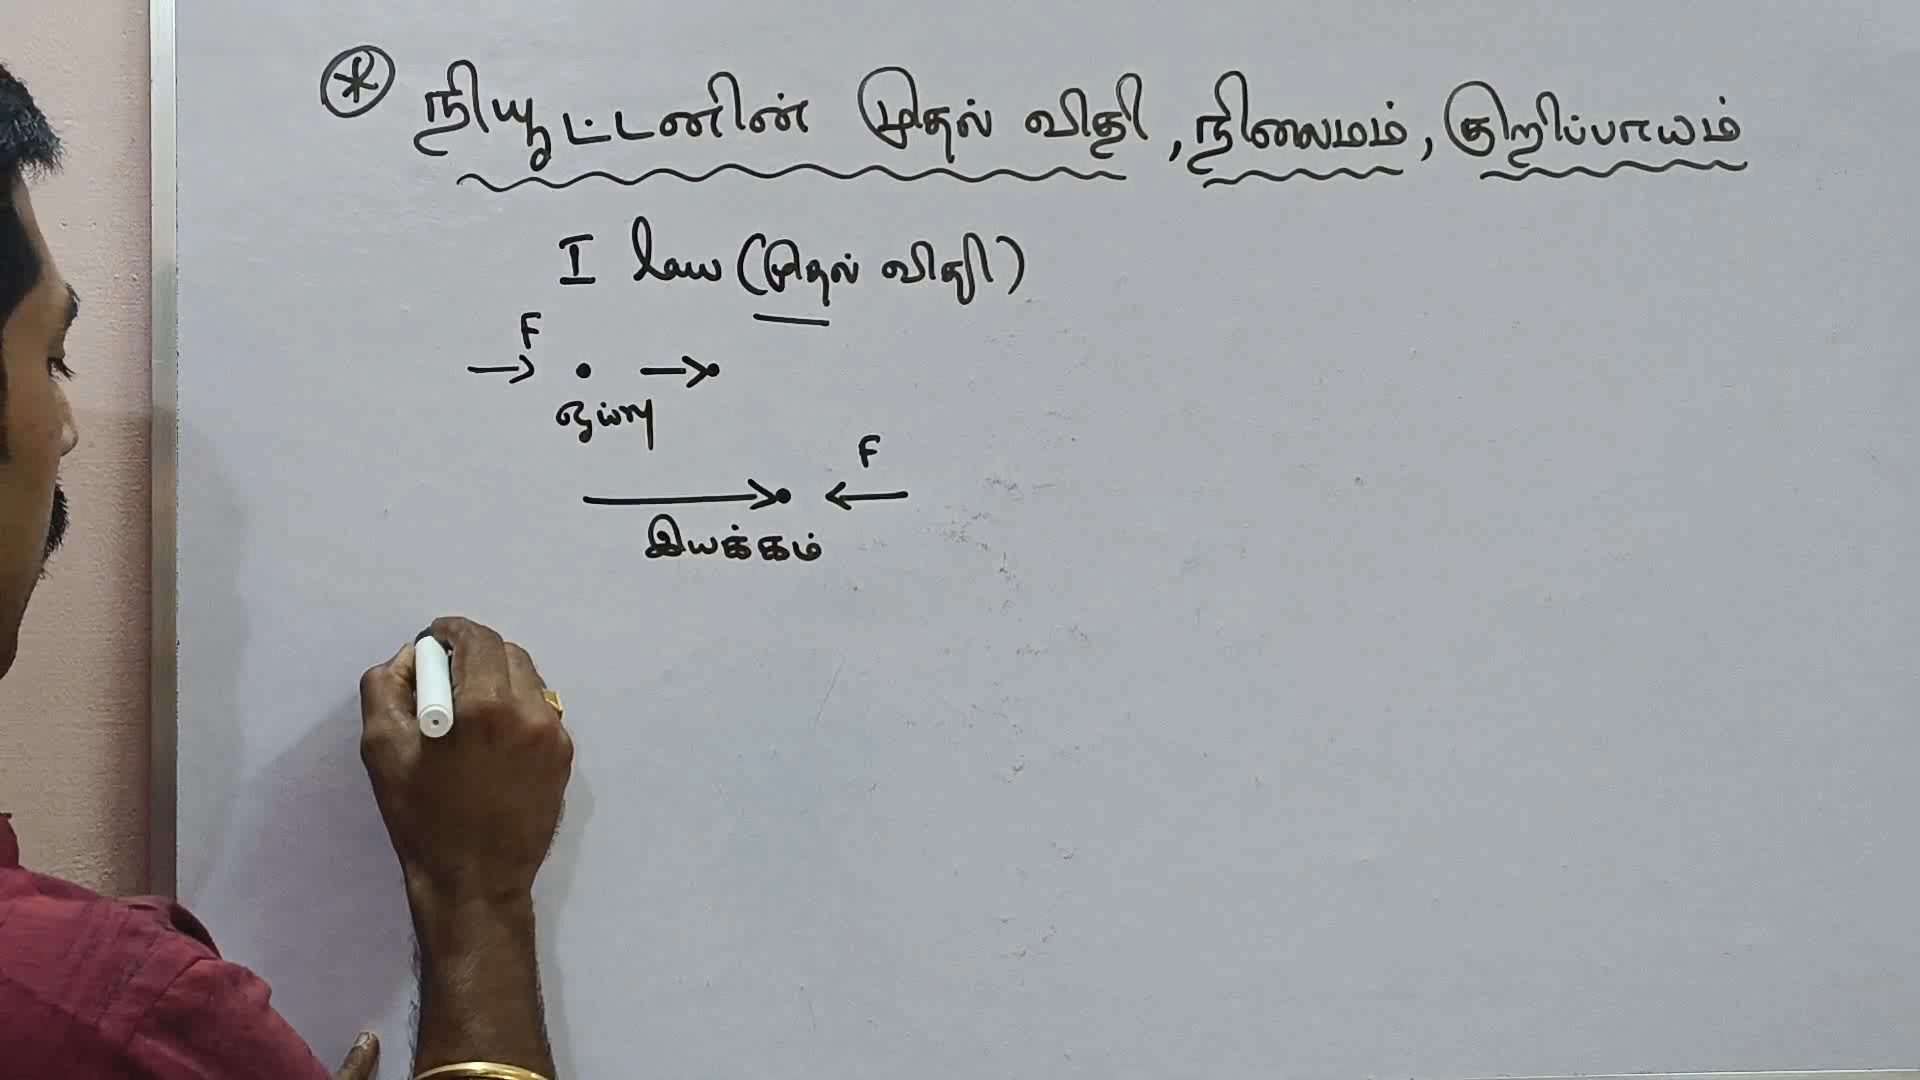 நியூட்டனின் முதல் விதி, நிலைமம், குறிப்பாயம்
I law (முதல் விதி)
F
ஓய்வு
F
இயக்கம்